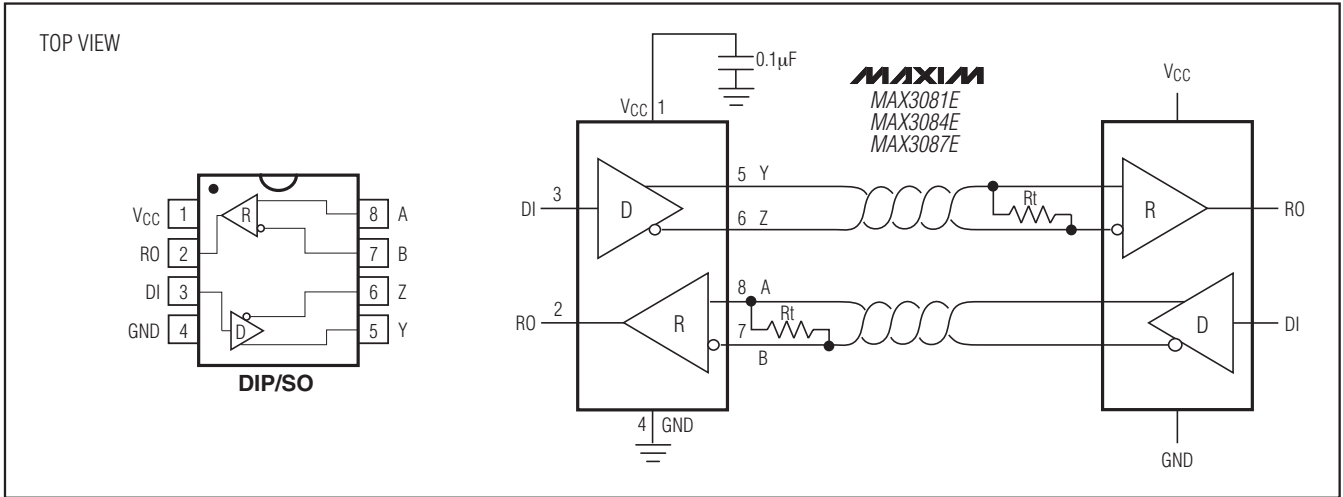 TOP VIEW
0.1µF
MAXIM
MAX3081E
MAX3084E
MAX3087E
VCC
VCC 1
5 Y
DI 3
D
Rt
R
RO
6 Z
VCC 1
R
8 A
RO 2
7 B
DI 3
6 Z
GND 4
D
5 Y
DIP/SO
8 A
Rt
RO 2
R
7
B
D
DI
4 GND
GND